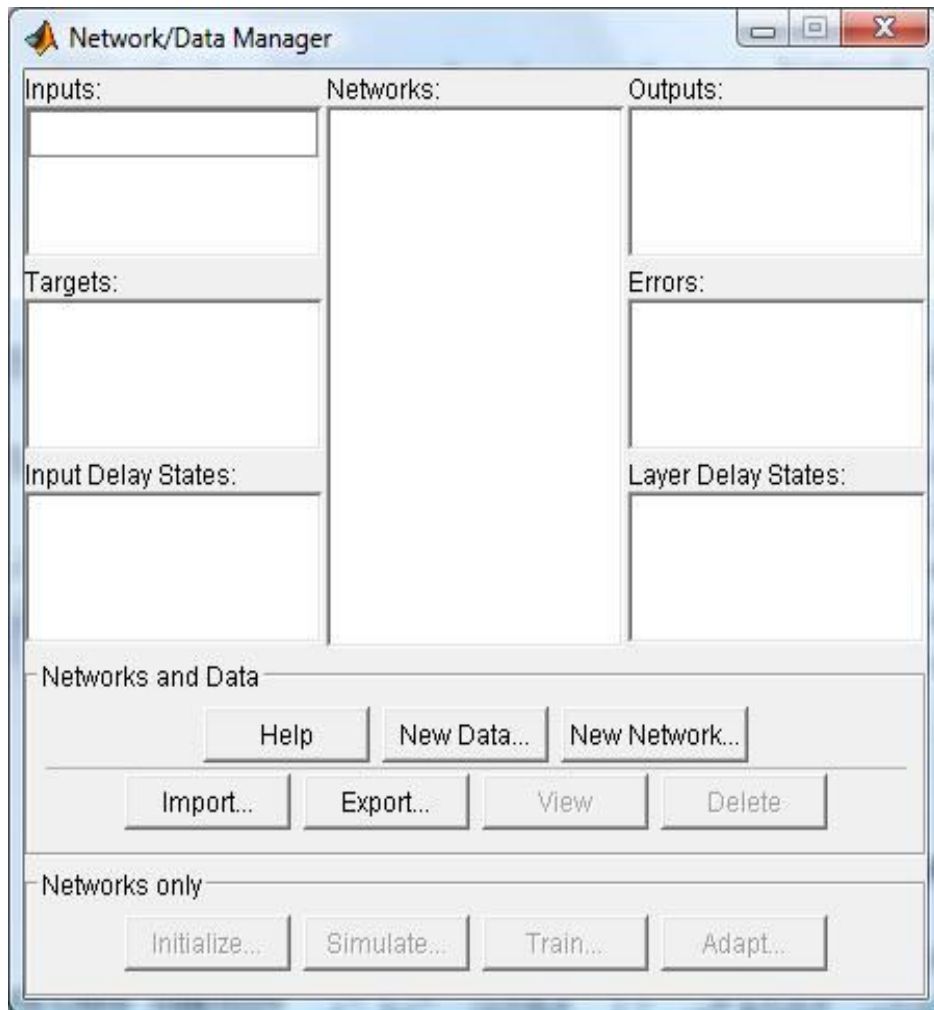 Network/Data Manager
Inputs: Networks: Outputs:
Targets: Errors:
Input Delay States: Layer Delay States:
Networks and Data
Help New Data... New Network...
Import... Export... View Delete
Networks only
Initialize... Simulate... Train... Adapt...